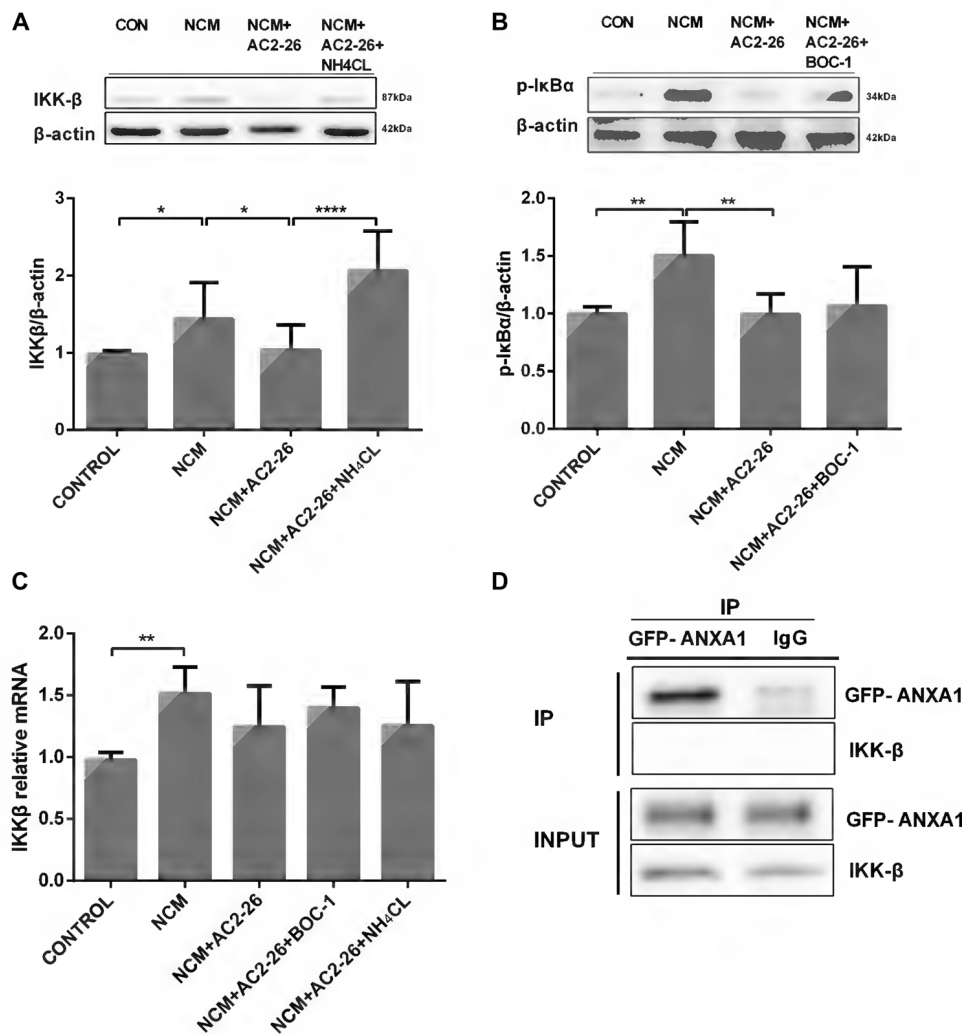 A
CON NCM NCM+ NCM+
AC2-26 AC2-26+
NH4CL
IKK-β 87kDa
β-actin 42kDa
3
2
1
0
IKKβ/β-actin
* * ****
CONTROL
NCM
NCM+AC2-26
NCM+AC2-26+NH₄CL
B
CON NCM NCM+ NCM+
AC2-26 AC2-26+
BOC-1
p-IκBα 34kDa
β-actin 42kDa
2.0
1.5
1.0
0.5
0.0
p-IκBα/β-actin
** **
CONTROL
NCM
NCM+AC2-26
NCM+AC2-26+BOC-1
C
2.0
1.5
1.0
0.5
0.0
IKKβ relative mRNA
**
CONTROL
NCM
NCM+AC2-26
NCM+AC2-26+BOC-1
NCM+AC2-26+NH₄CL
D
IP
GFP- ANXA1 IgG
IP
GFP- ANXA1
IKK-β
INPUT
GFP- ANXA1
IKK-β